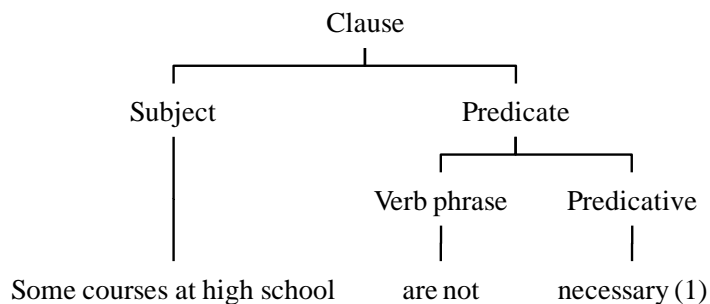 Clause
Subject Predicate
Verb phrase Predicative
Some courses at high school are not necessary (1)